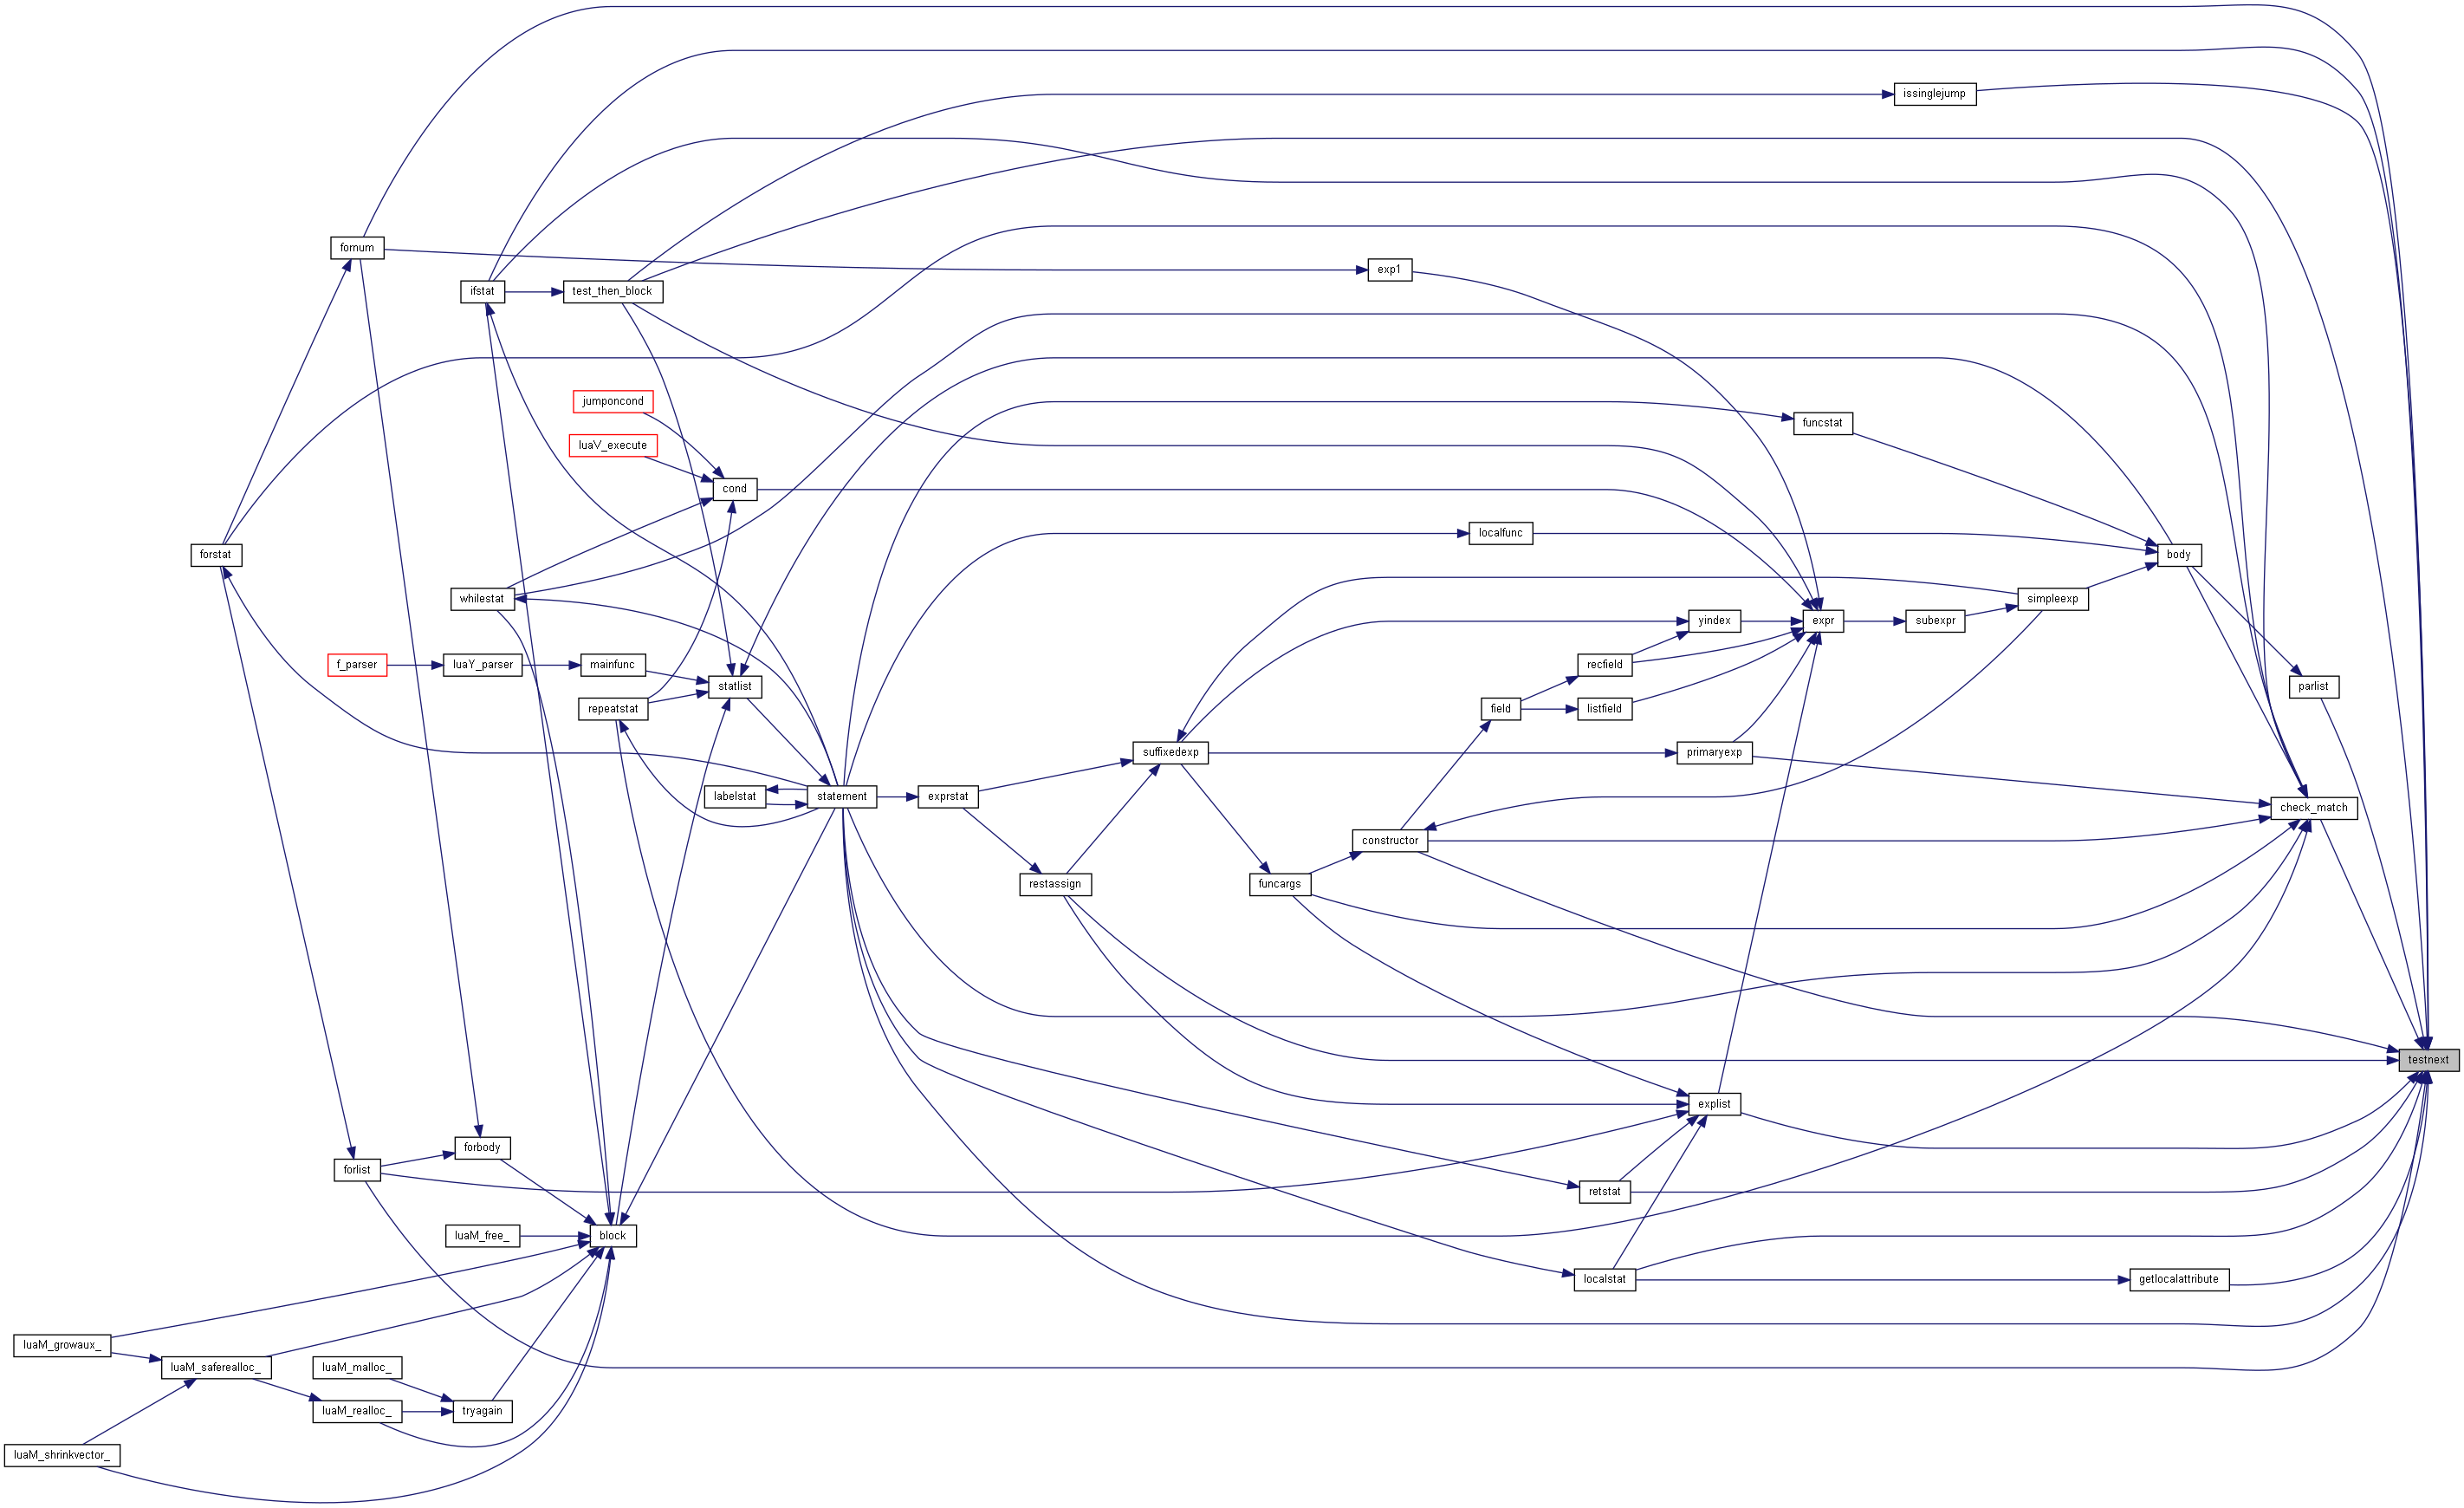 issinglejump
fornum
exp1
ifstat
test_then_block
jumponcond
funcstat
luaV_execute
cond
localfunc
forstat
body
whilestat
simpleexp
yindex
expr
subexpr
f_parser
luaY_parser
mainfunc
recfield
statlist
parlist
repeatstat
field
listfield
suffixedexp
primaryexp
labelstat
statement
exprstat
check_match
constructor
restassign
funcargs
testnext
explist
forbody
forlist
retstat
luaM_free_
block
localstat
getlocalattribute
luaM_growaux_
luaM_saferealloc_
luaM_malloc_
luaM_realloc_
tryagain
luaM_shrinkvector_